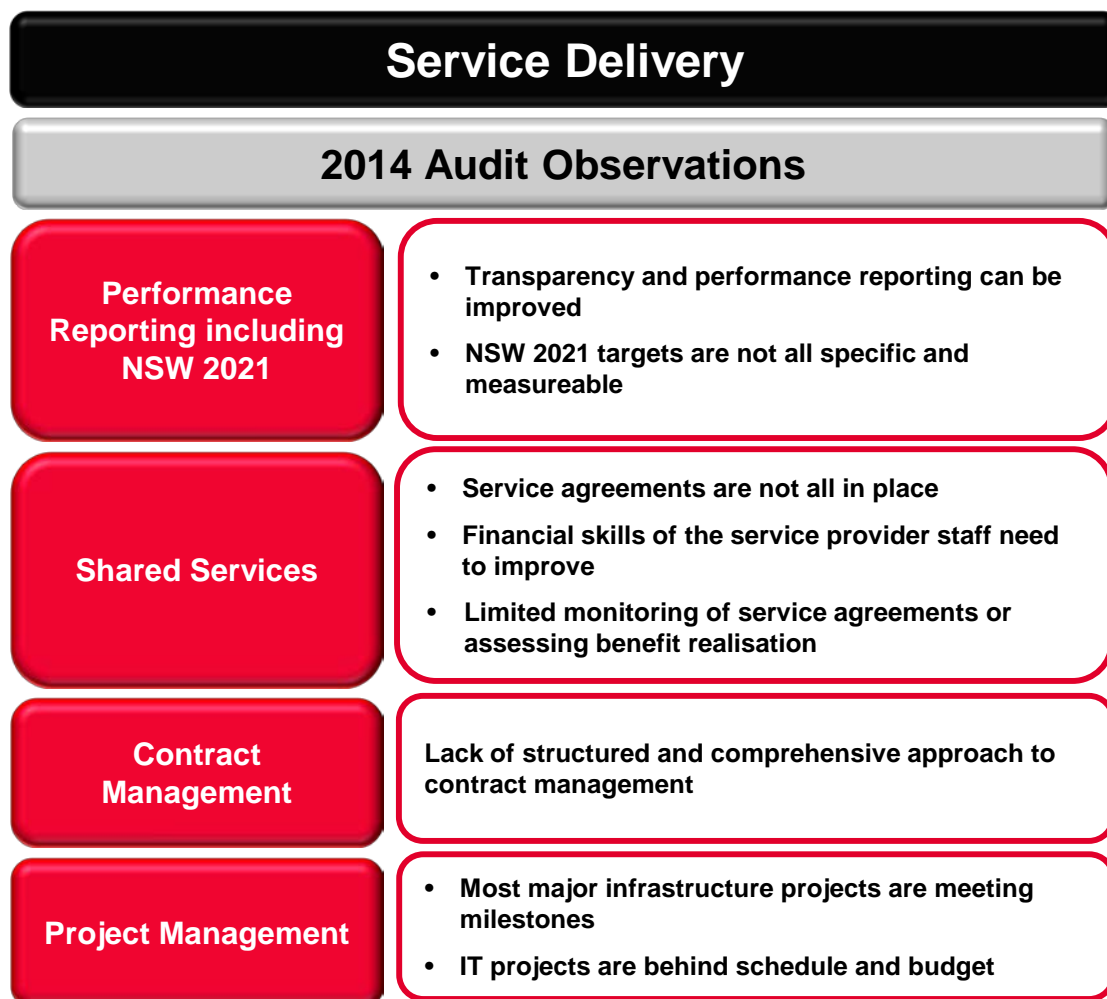 Service Delivery
2014 Audit Observations
Performance
Reporting including
NSW 2021
• Transparency and performance reporting can be
improved
• NSW 2021 targets are not all specific and
measureable
Shared Services
• Service agreements are not all in place
• Financial skills of the service provider staff need
to improve
• Limited monitoring of service agreements or
assessing benefit realisation
Contract
Management
Lack of structured and comprehensive approach to
contract management
Project Management
• Most major infrastructure projects are meeting
milestones
• IT projects are behind schedule and budget